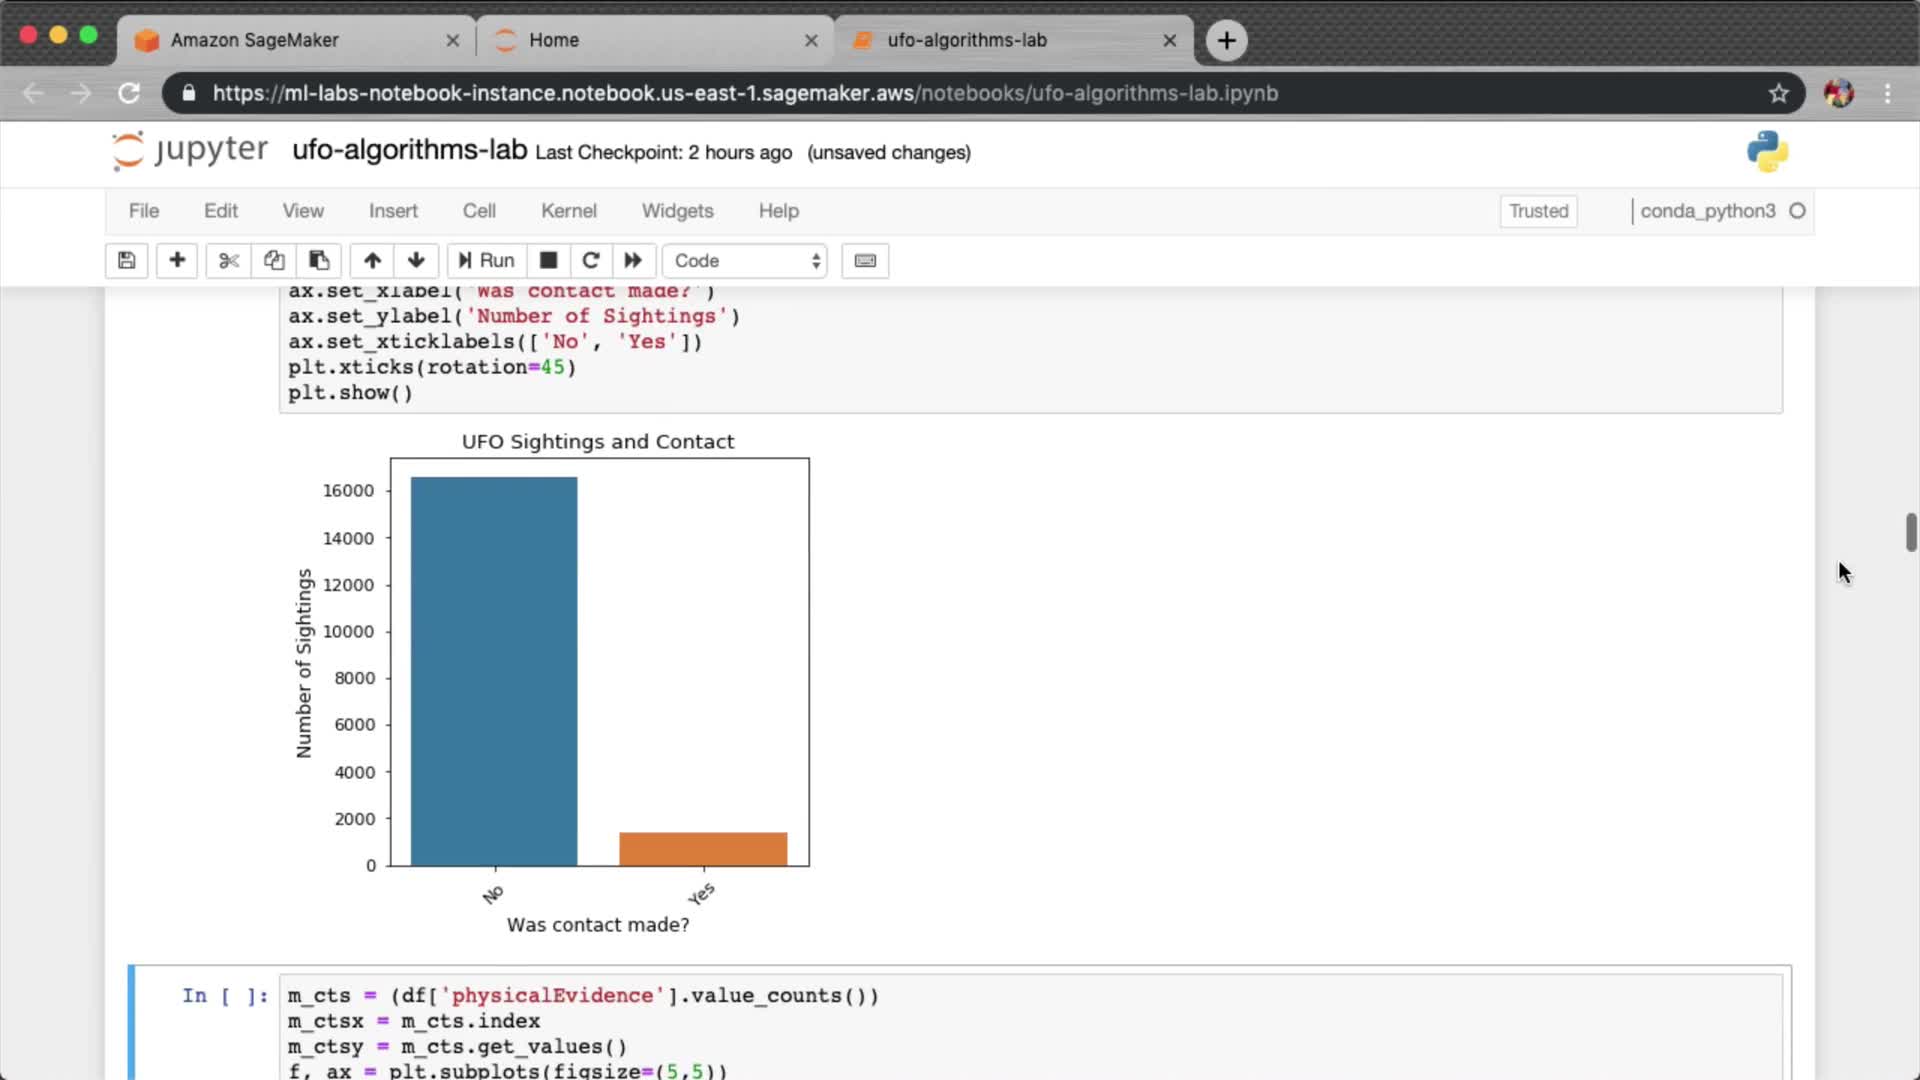 Amazon SageMaker
Home
ufo-algorithms-lab
https://ml-labs-notebook-instance.notebook.us-east-1.sagemaker.aws/notebooks/ufo-algorithms-lab.ipynb
jupyter ufo-algorithms-lab Last Checkpoint: 2 hours ago (unsaved changes)
File Edit View Insert Cell Kernel Widgets Help Trusted conda_python3
Run Code
ax.set_xlabel('Was contact made?')
ax.set_ylabel('Number of Sightings')
ax.set_xticklabels(['No', 'Yes'])
plt.xticks(rotation=45)
plt.show()
UFO Sightings and Contact
16000
14000
12000
10000
8000
6000
4000
2000
0
Number of Sightings
No Yes
Was contact made?
In [ ]: m_cts = (df['physicalEvidence'].value_counts())
m_ctsx = m_cts.index
m_ctsy = m_cts.get_values()
f, ax = plt.subplots(figsize=(5,5))